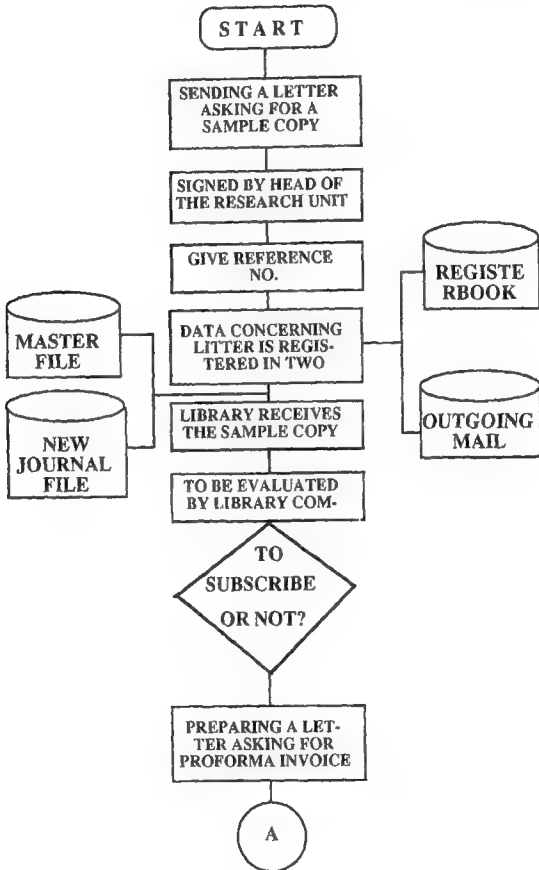 START
SENDING A LETTER
ASKING FOR A
SAMPLE COPY
SIGNED BY HEAD OF
THE RESEARCH UNIT
GIVE REFERENCE
NO.
REGISTE
RBOOK
DATA CONCERNING
LITTER IS REGIS-
TERED IN TWO
MASTER
FILE
LIBRARY RECEIVES
THE SAMPLE COPY
OUTGOING
MAIL
NEW
JOURNAL
FILE
TO BE EVALUATED
BY LIBRARY COM-
TO
SUBSCRIBE
OR NOT?
PREPARING A LET-
TER ASKING FOR
PROFORMA INVOICE
A